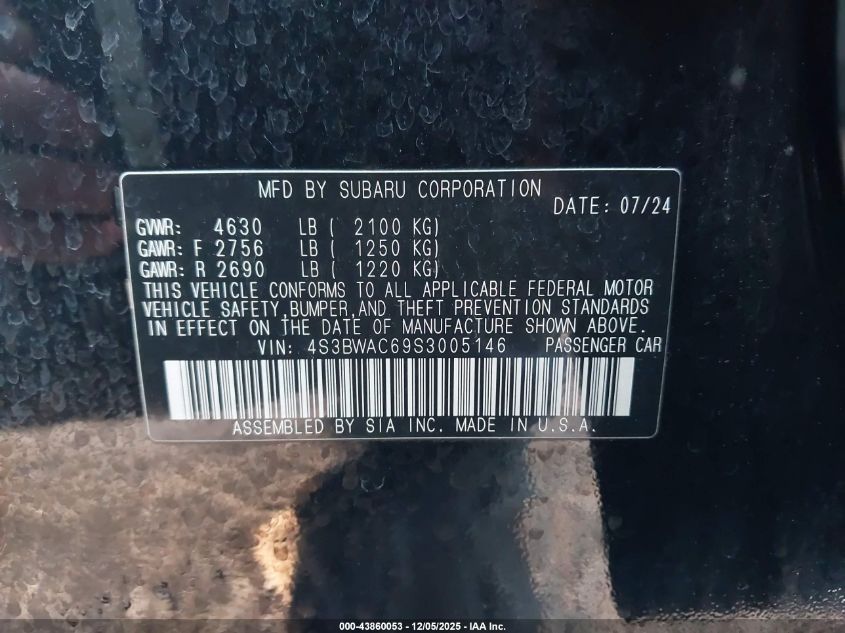 MFD BY SUBARU CORPORATION
DATE: 07/24
GVWR: 4630 LB ( 2100 KG)
GAWR: F 2756 LB ( 1250 KG)
GAWR: R 2690 LB ( 1220 KG)
THIS VEHICLE CONFORMS TO ALL APPLICABLE FEDERAL MOTOR
VEHICLE SAFETY,BUMPER,AND THEFT PREVENTION STANDARDS
IN EFFECT ON THE DATE OF MANUFACTURE SHOWN ABOVE.
VIN: 4S3BWAC69S3005146 PASSENGER CAR
ASSEMBLED BY SIA INC. MADE IN U.S.A.
000-43860053 - 12/05/2025 - IAA Inc.